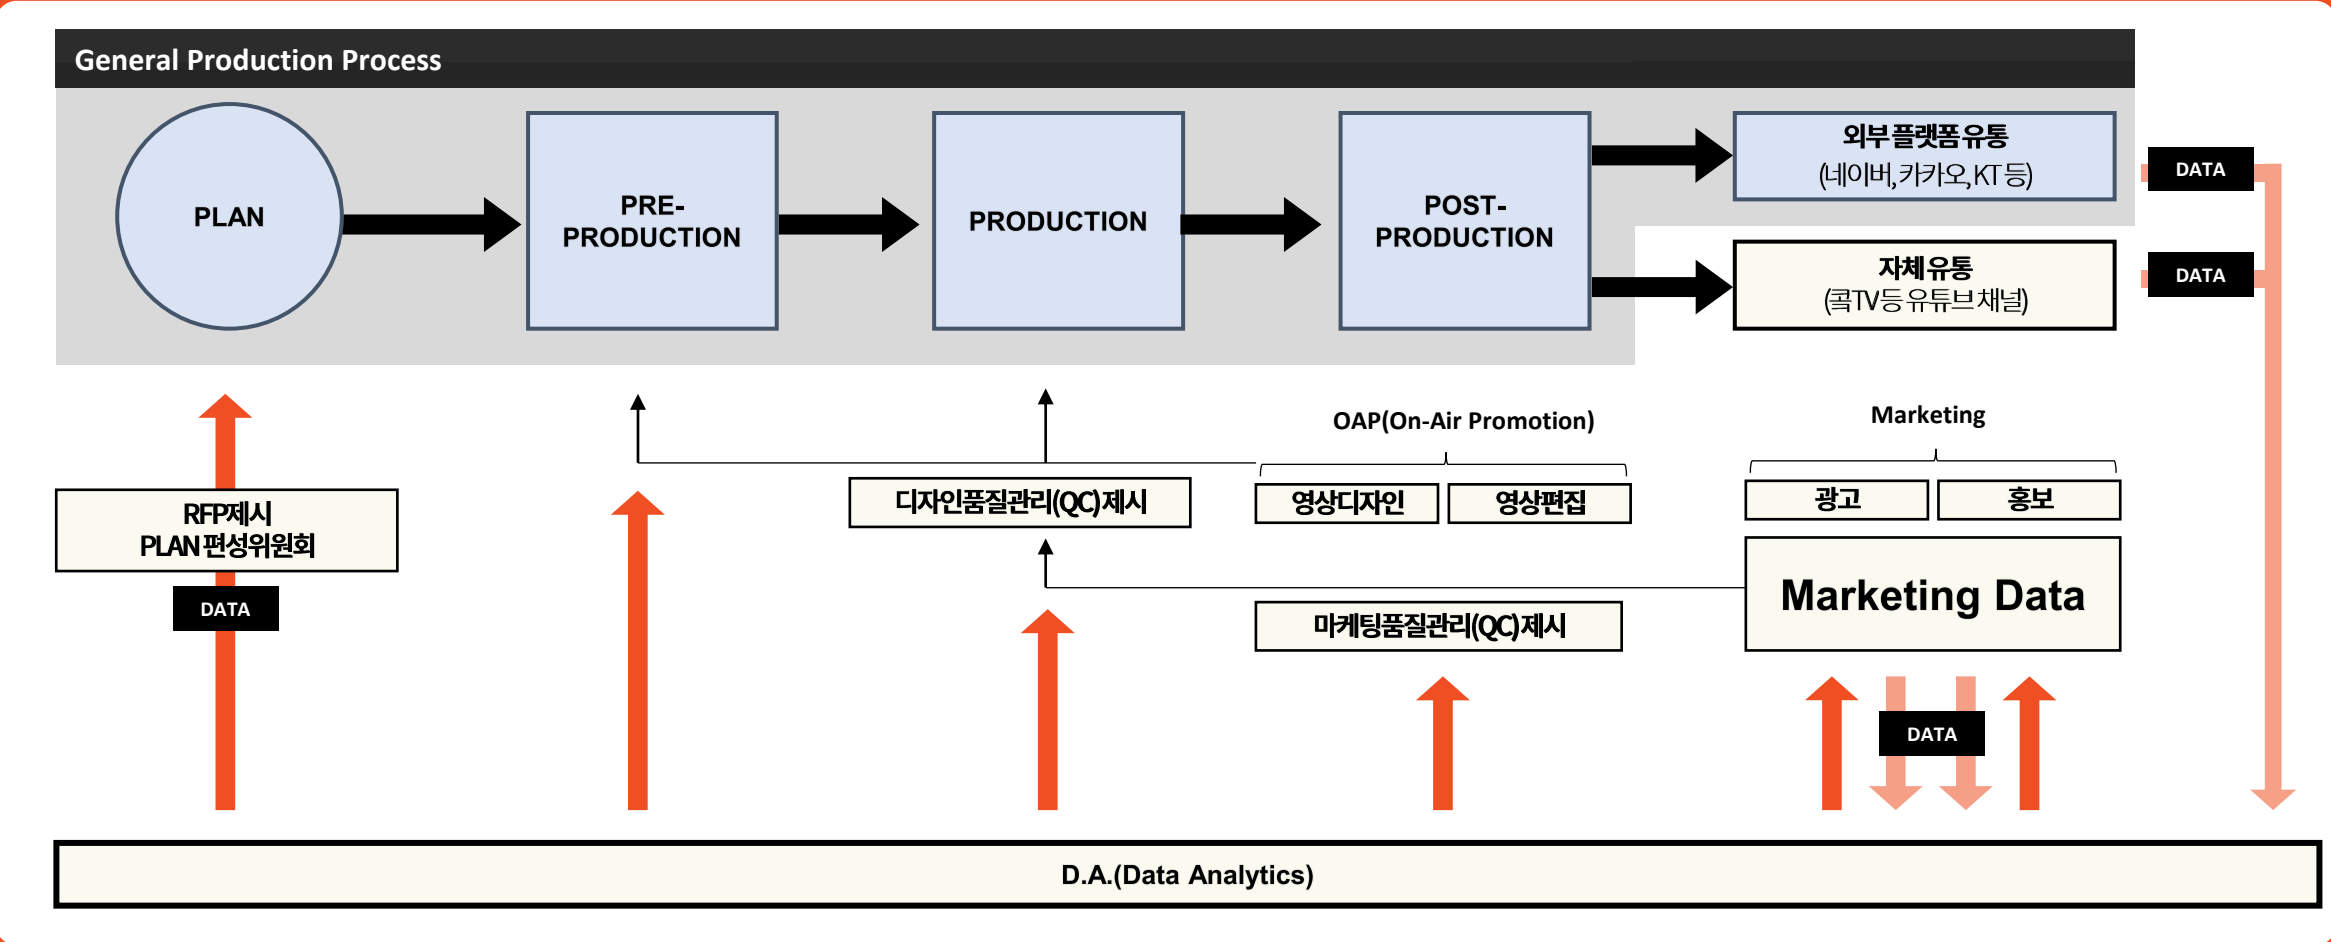 General Production Process
PLAN
PRE-
PRODUCTION
PRODUCTION
POST-
PRODUCTION
외부 플랫폼 유통
(네이버, 카카오, KT 등)
DATA
자체 유통
(콬TV 등 유튜브 채널)
DATA
OAP(On-Air Promotion)
Marketing
RFP제시
PLAN 편성위원회
DATA
디자인품질관리(QC)제시
영상디자인
영상편집
광고
홍보
Marketing Data
마케팅품질관리(QC)제시
DATA
D.A.(Data Analytics)